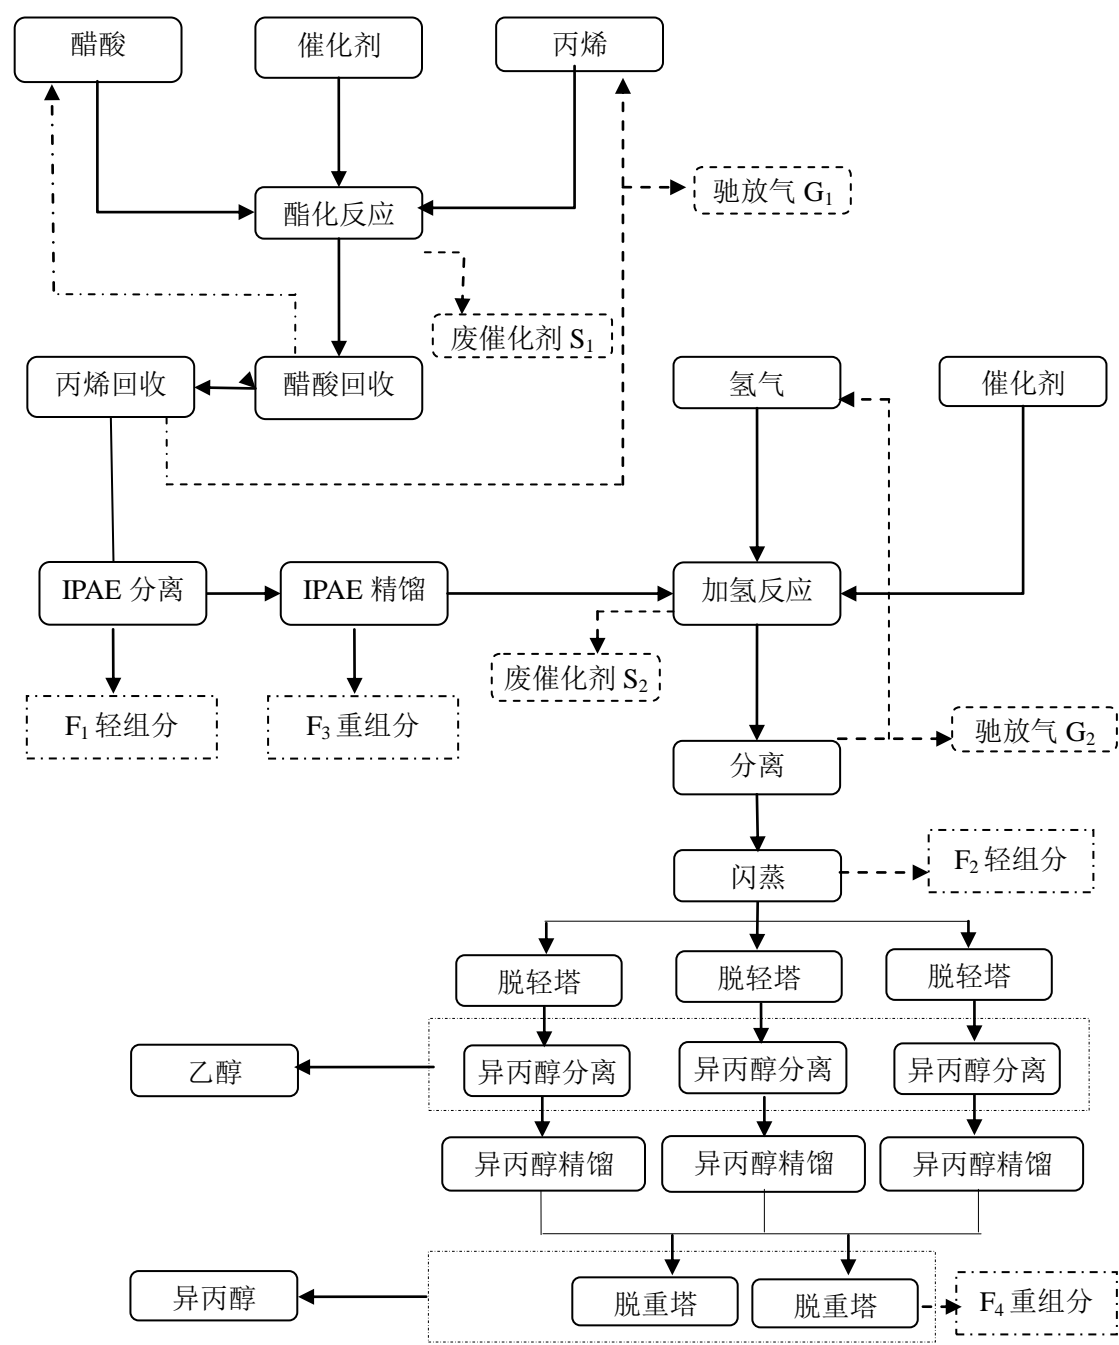 醋酸
催化剂
丙烯
驰放气 G₁
酯化反应
废催化剂 S₁
丙烯回收
醋酸回收
氢气
催化剂
IPAE 分离
IPAE 精馏
加氢反应
废催化剂 S₂
F₁ 轻组分
F₃ 重组分
驰放气 G₂
分离
闪蒸
F₂ 轻组分
脱轻塔
脱轻塔
脱轻塔
乙醇
异丙醇分离
异丙醇分离
异丙醇分离
异丙醇精馏
异丙醇精馏
异丙醇精馏
异丙醇
脱重塔
脱重塔
F₄ 重组分